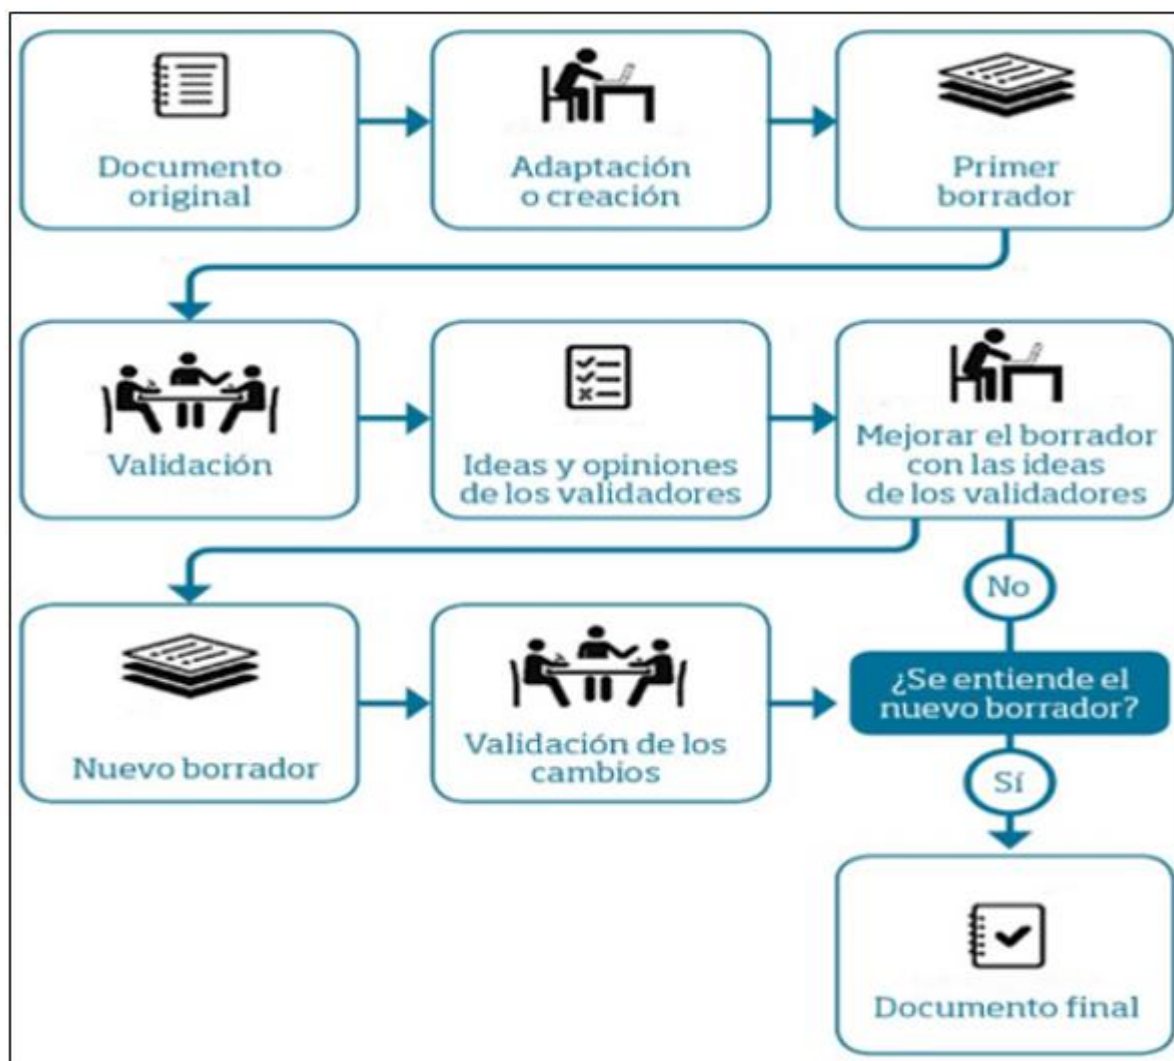 Documento
original
Adaptación
o creación
Primer
borrador
Validación
Ideas y opiniones
de los validadores
Mejorar el borrador
con las ideas
de los validadores
No
Nuevo borrador
Validación de los
cambios
¿Se entiende el
nuevo borrador?
Sí
Documento final